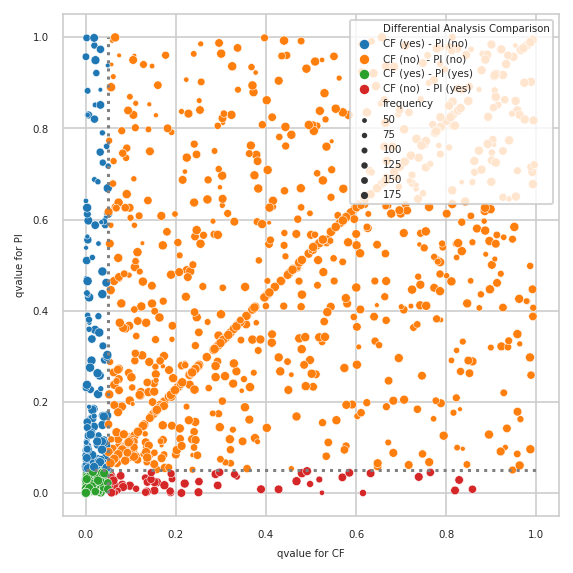 Differential Analysis Comparison
CF (yes) - PI (no)
CF (no)  - PI (no)
CF (yes) - PI (yes)
CF (no)  - PI (yes)
frequency
50
75
100
125
150
175
qvalue for PI
1.0
0.8
0.6
0.4
0.2
0.0
0.0 0.2 0.4 0.6 0.8 1.0
qvalue for CF